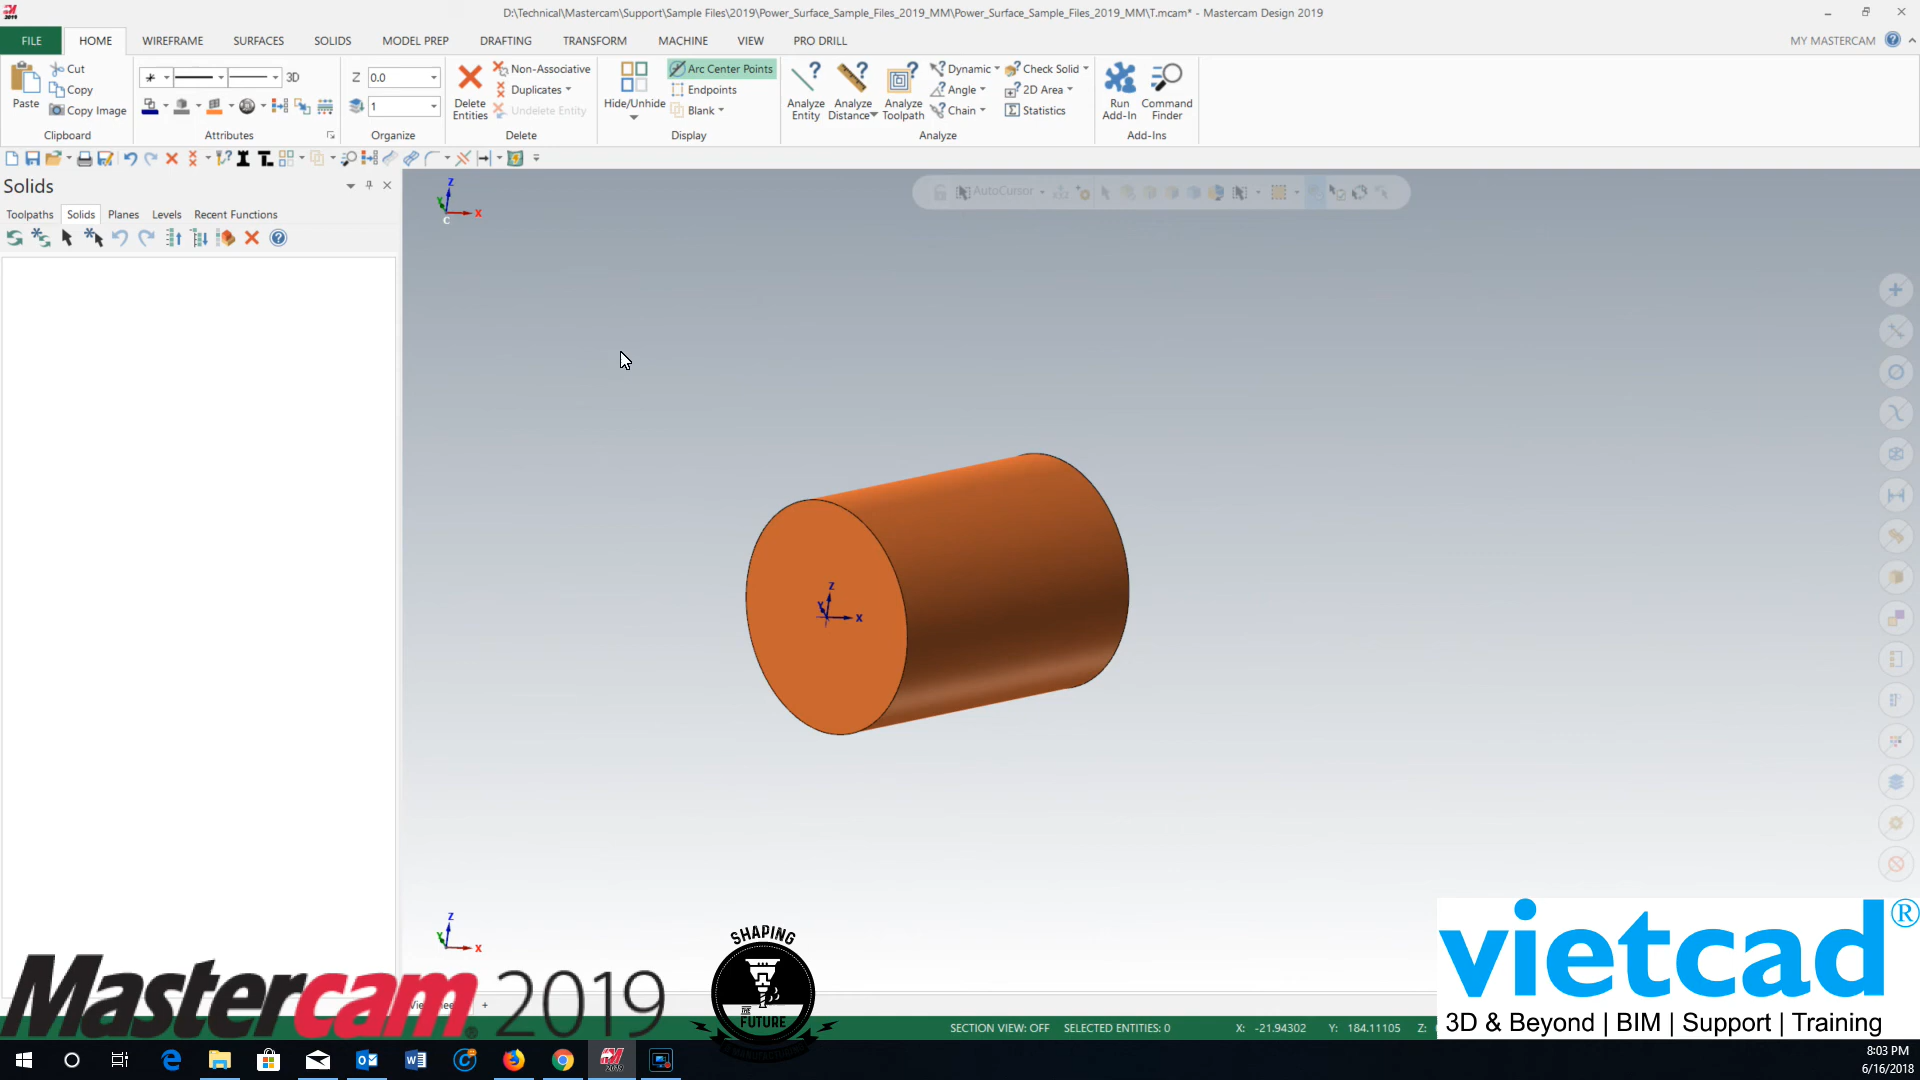 D:\Technical\Mastercam\Support\Sample Files\2019\Power_Surface_Sample_Files_2019_MM\Power_Surface_Sample_Files_2019_MM\T.mcam* - Mastercam Design 2019
FILE HOME WIREFRAME SURFACES SOLIDS MODEL PREP DRAFTING TRANSFORM MACHINE VIEW PRO DRILL MY MASTERCAM
Paste Cut Copy Copy Image Clipboard
3D Attributes
Z 0.0
1
Organize
Delete Entities Non-Associative Duplicates Undelete Entity Delete
Hide/Unhide Arc Center Points Endpoints Blank Display
Analyze Entity Analyze Distance Analyze Toolpath Dynamic Angle Chain Check Solid 2D Area Statistics Analyze
Run Add-In Command Finder Add-Ins
Solids
Toolpaths Solids Planes Levels Recent Functions
AutoCursor
Z Y X C
Z Y X
Z Y X
Mastercam® 2019
SHAPING
THE
FUTURE
vietcad®
3D & Beyond | BIM | Support | Training
SECTION VIEW: OFF SELECTED ENTITIES: 0 X: -21.94302 Y: 184.11105 Z:
8:03 PM
6/16/2018